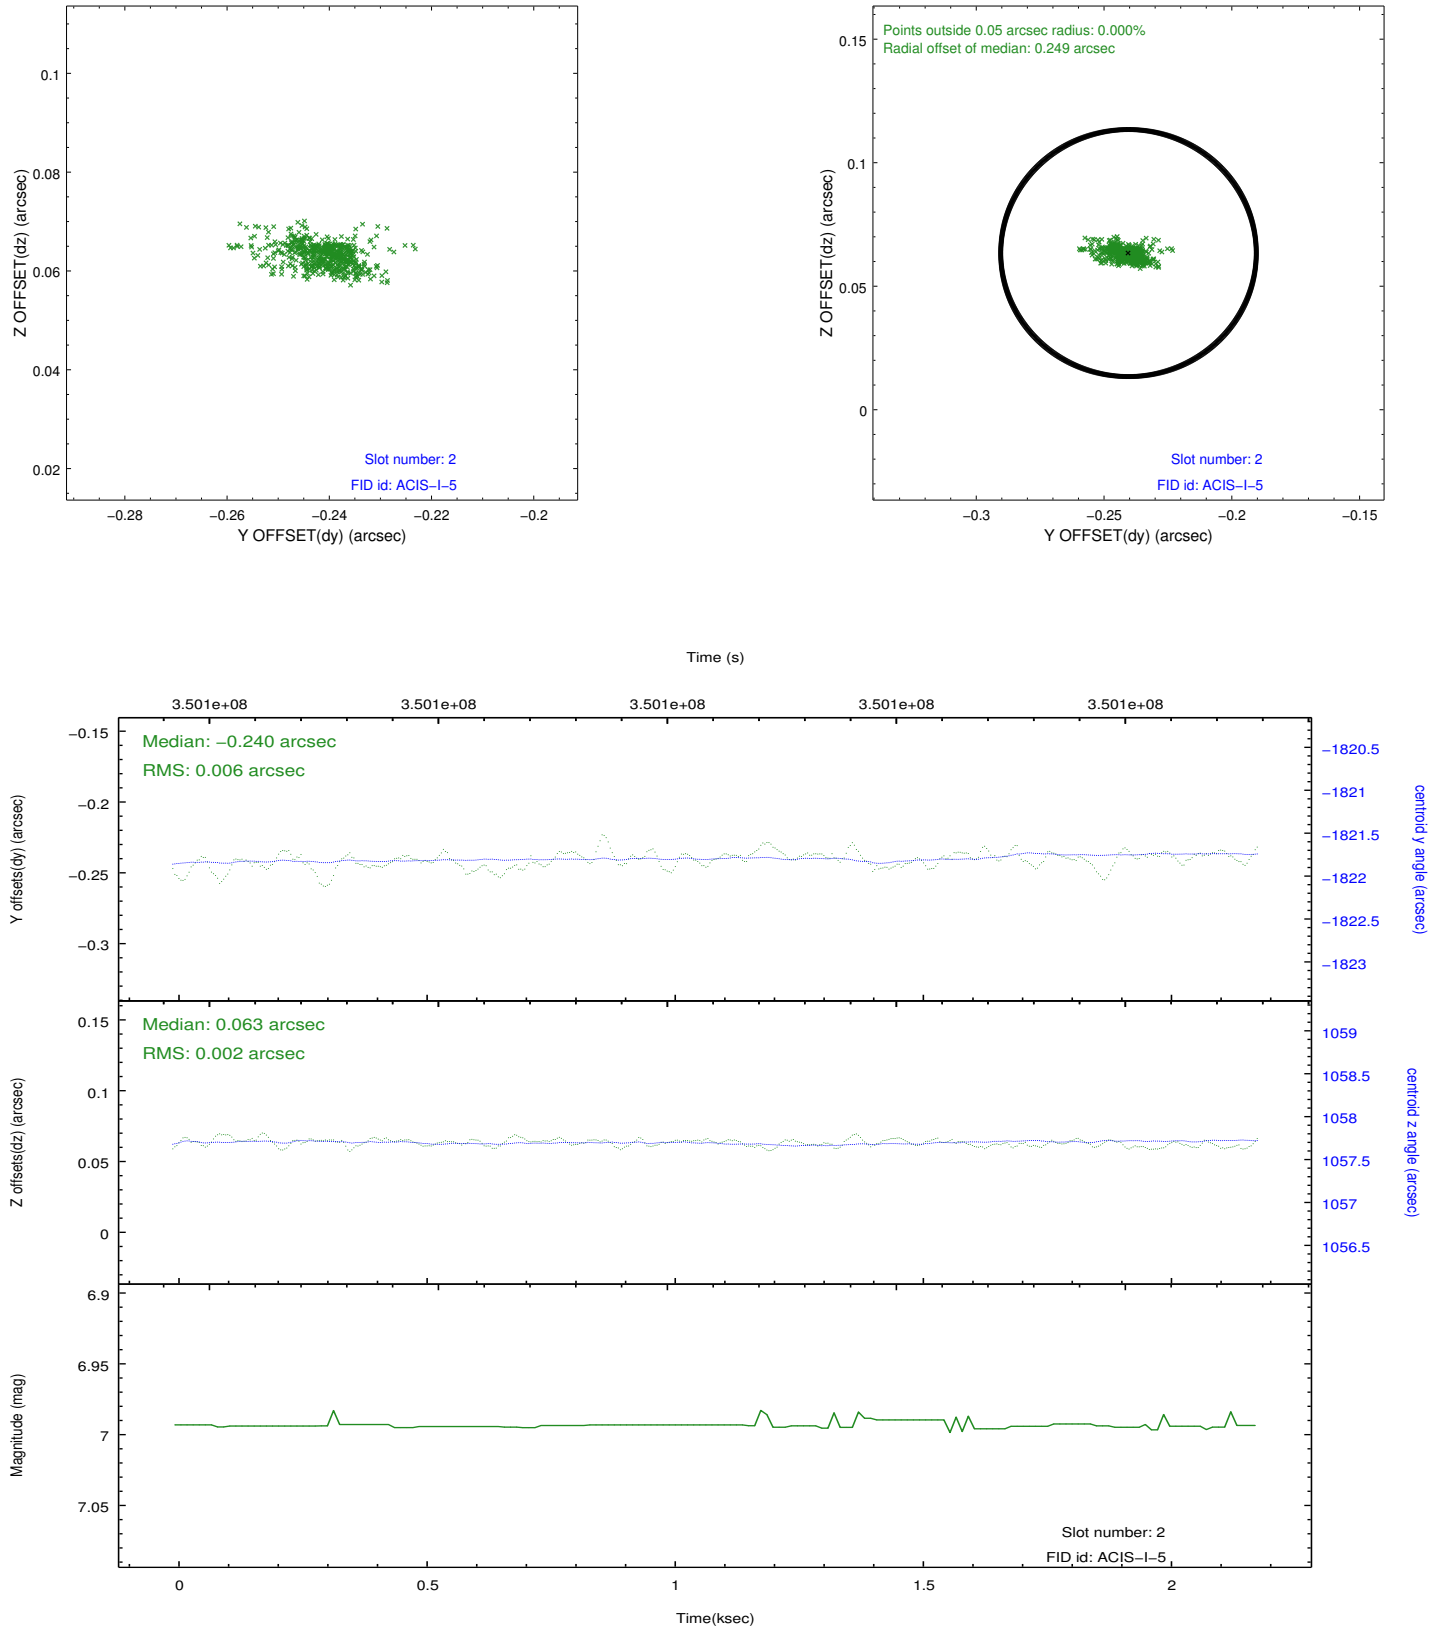 0.1
0.08
0.06
0.04
0.02
Z OFFSET(dz) (arcsec)
Slot number: 2
FID id: ACIS−I−5
−0.28 −0.26 −0.24 −0.22 −0.2
Y OFFSET(dy) (arcsec)
Points outside 0.05 arcsec radius: 0.000%
Radial offset of median: 0.249 arcsec
0.15
0.1
0.05
0
Z OFFSET(dz) (arcsec)
Slot number: 2
FID id: ACIS−I−5
−0.3 −0.25 −0.2 −0.15
Y OFFSET(dy) (arcsec)
Time (s)
3.501e+08 3.501e+08 3.501e+08 3.501e+08 3.501e+08
Median: −0.240 arcsec
RMS: 0.006 arcsec
−0.15
−0.2
−0.25
−0.3
Y offsets(dy) (arcsec)
−1820.5
−1821
−1821.5
−1822
−1822.5
−1823
centroid y angle (arcsec)
Median: 0.063 arcsec
RMS: 0.002 arcsec
0.15
0.1
0.05
0
Z offsets(dz) (arcsec)
1059
1058.5
1058
1057.5
1057
1056.5
centroid z angle (arcsec)
6.9
6.95
7
7.05
Magnitude (mag)
Slot number: 2
FID id: ACIS−I−5
0 0.5 1 1.5 2
Time(ksec)